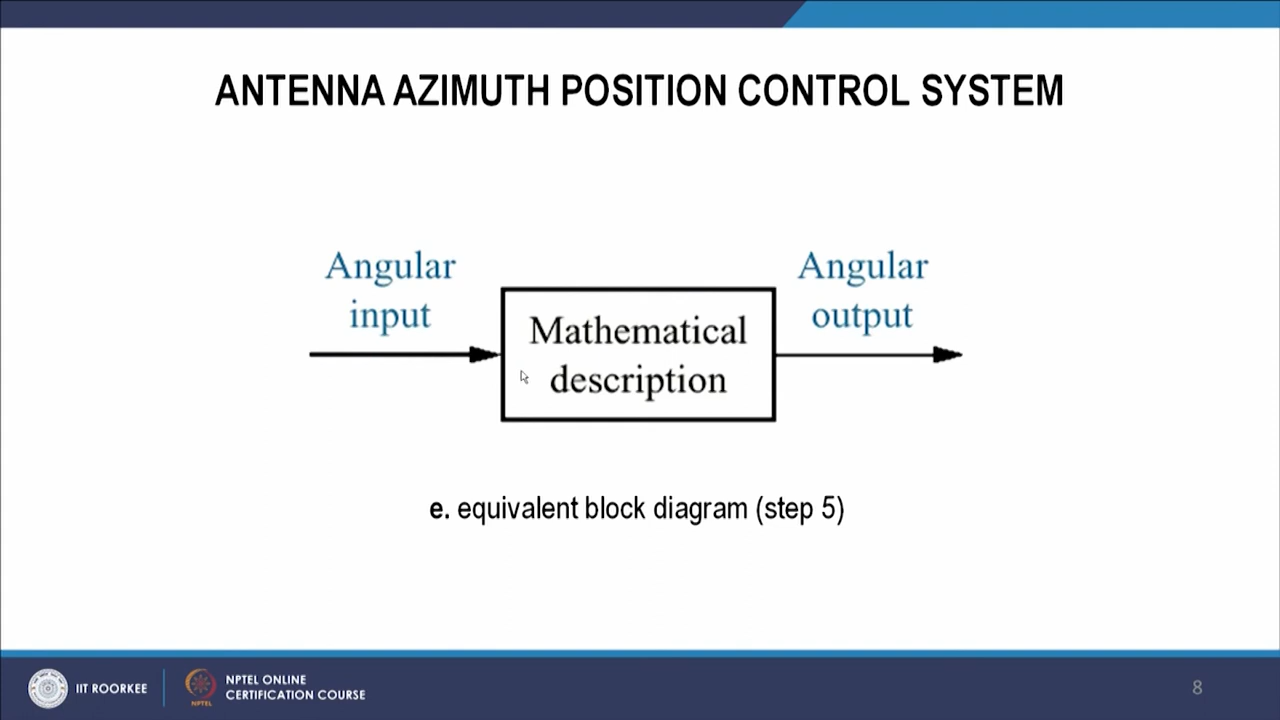 ANTENNA AZIMUTH POSITION CONTROL SYSTEM
Angular
input
Mathematical
description
Angular
output
e. equivalent block diagram (step 5)
IIT ROORKEE
NPTEL
NPTEL ONLINE
CERTIFICATION COURSE
8